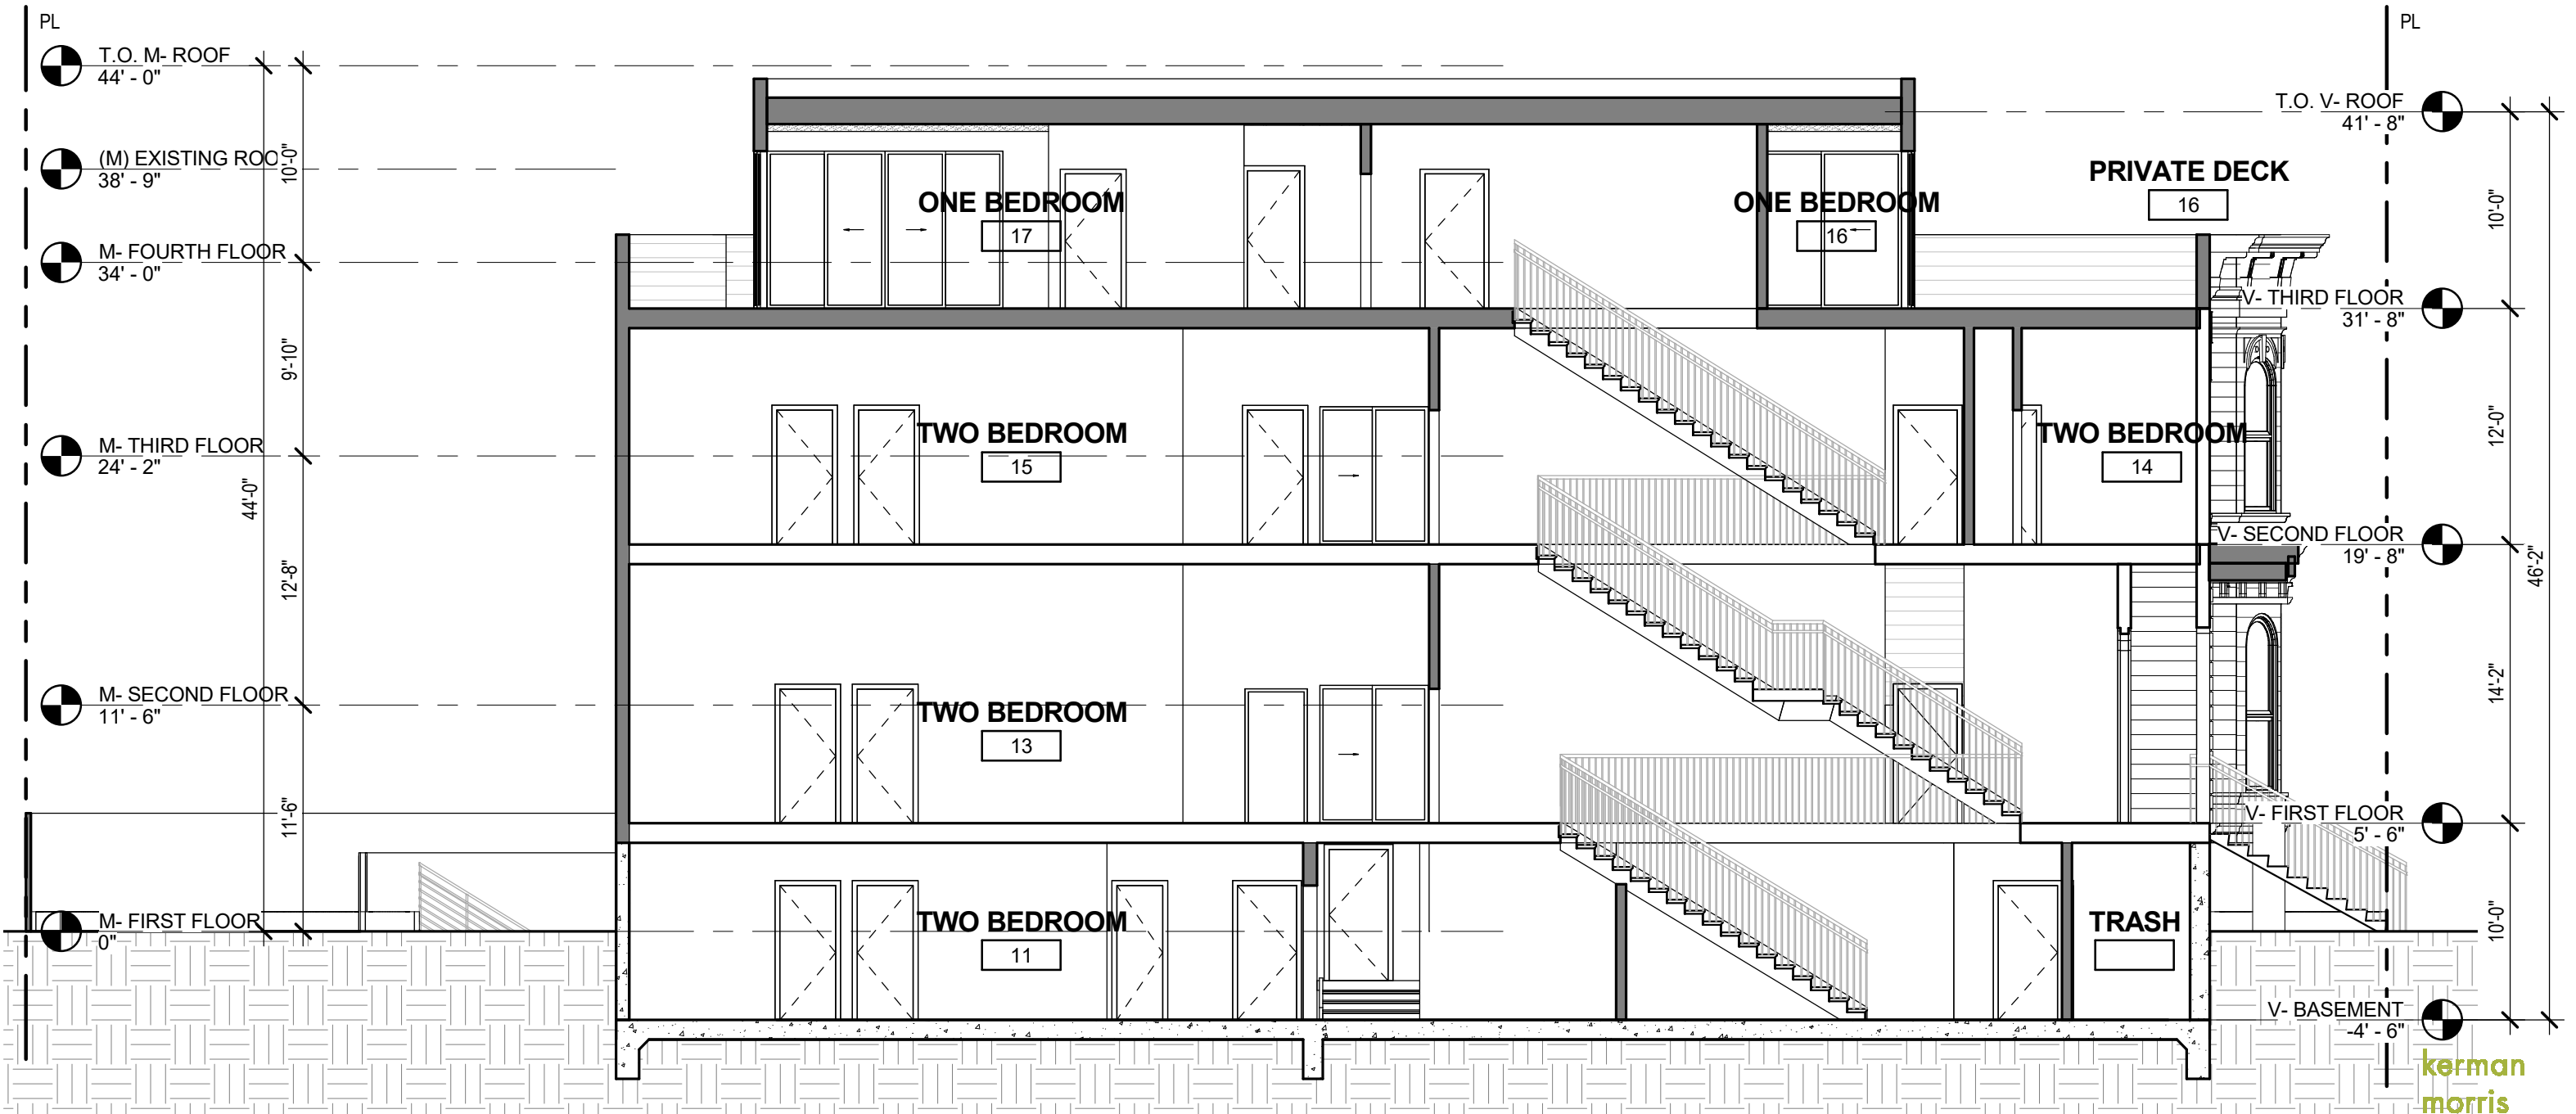 PL
PL
T.O. M- ROOF
44' - 0"
(M) EXISTING ROO
38' - 9"
10'-0"
M- FOURTH FLOOR
34' - 0"
9'-10"
M- THIRD FLOOR
24' - 2"
44'-0"
12'-8"
M- SECOND FLOOR
11' - 6"
11'-6"
M- FIRST FLOOR
0"
ONE BEDROOM
17
ONE BEDROOM
16
PRIVATE DECK
16
TWO BEDROOM
15
TWO BEDROOM
14
TWO BEDROOM
13
TWO BEDROOM
11
TRASH
T.O. V- ROOF
41' - 8"
10'-0"
V- THIRD FLOOR
31' - 8"
12'-0"
V- SECOND FLOOR
19' - 8"
46'-2"
14'-2"
V- FIRST FLOOR
5' - 6"
10'-0"
V- BASEMENT
-4' - 6"
kerman
morris